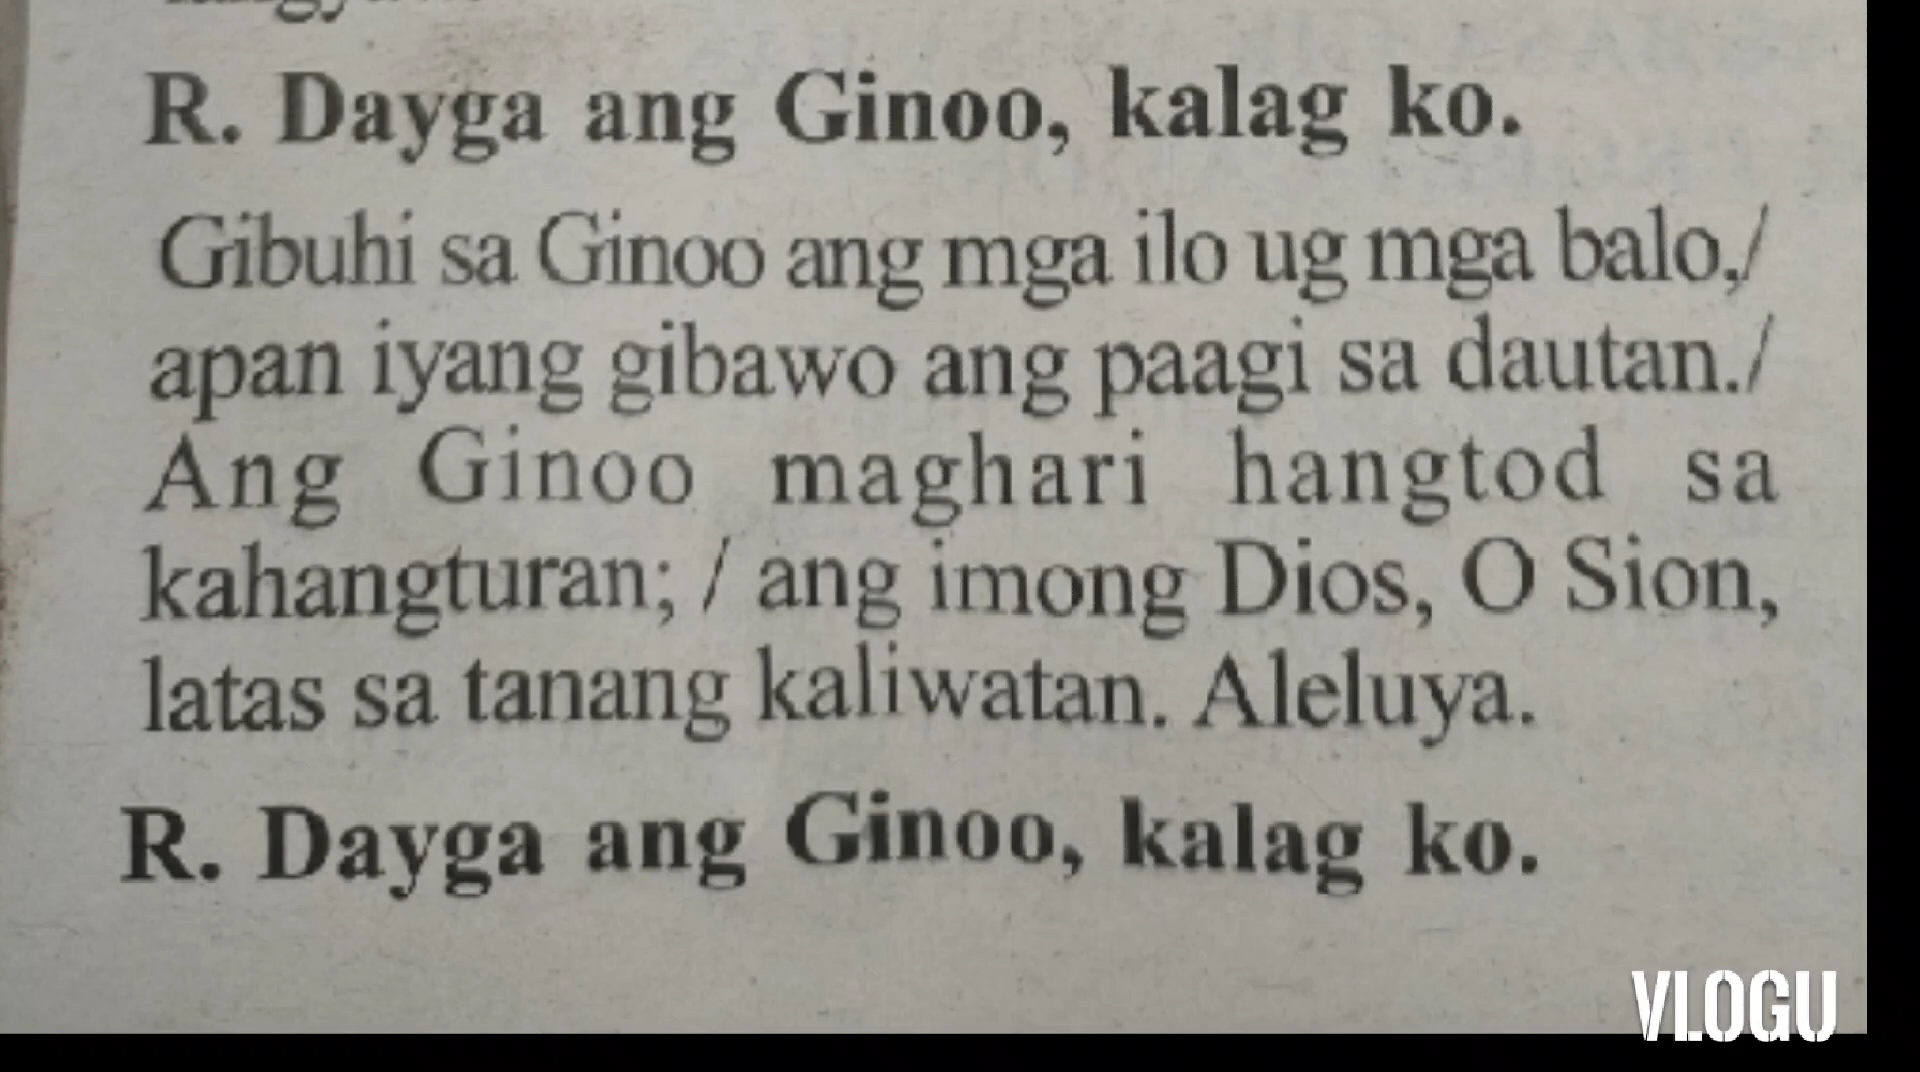 R. Dayga ang Ginoo, kalag ko.
Gibuhi sa Ginoo ang mga ilo ug mga balo,/
apan iyang gibawo ang paagi sa dautan./
Ang Ginoo maghari hangtod sa
kahangturan; / ang imong Dios, O Sion,
latas sa tanang kaliwatan. Aleluya.
R. Dayga ang Ginoo, kalag ko.
VLOGU